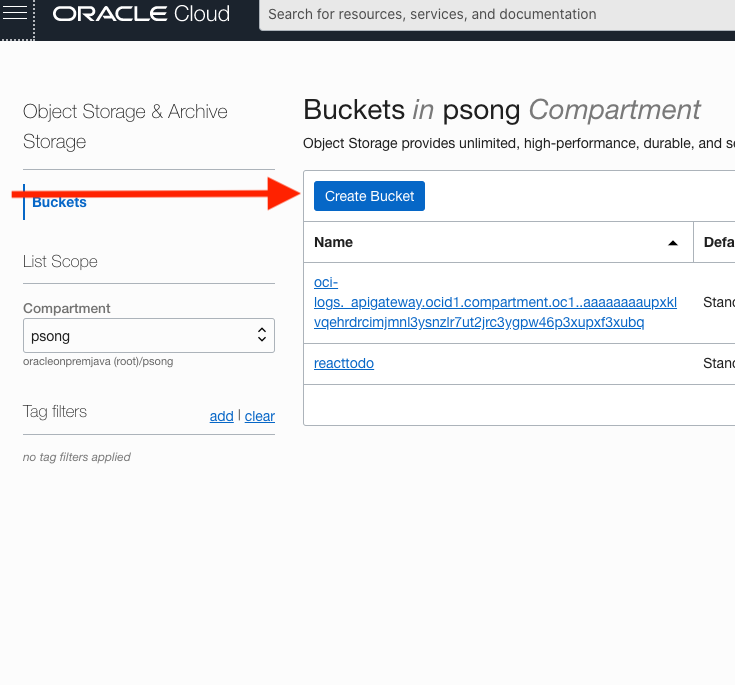 ORACLE Cloud
Search for resources, services, and documentation
Object Storage & Archive
Storage
Buckets
List Scope
Compartment
psong
oracleonpremjava (root)/psong
Tag filters
add | clear
no tag filters applied
Buckets in psong Compartment
Object Storage provides unlimited, high-performance, durable, and se
Create Bucket
Name Defa
oci-
logs._apigateway.ocid1.compartment.oc1..aaaaaaaaupxkl
vqehrdrcimjmnl3ysnzlr7ut2jrc3ygpw46p3xupxf3xubq
Stand
reacttodo Stand